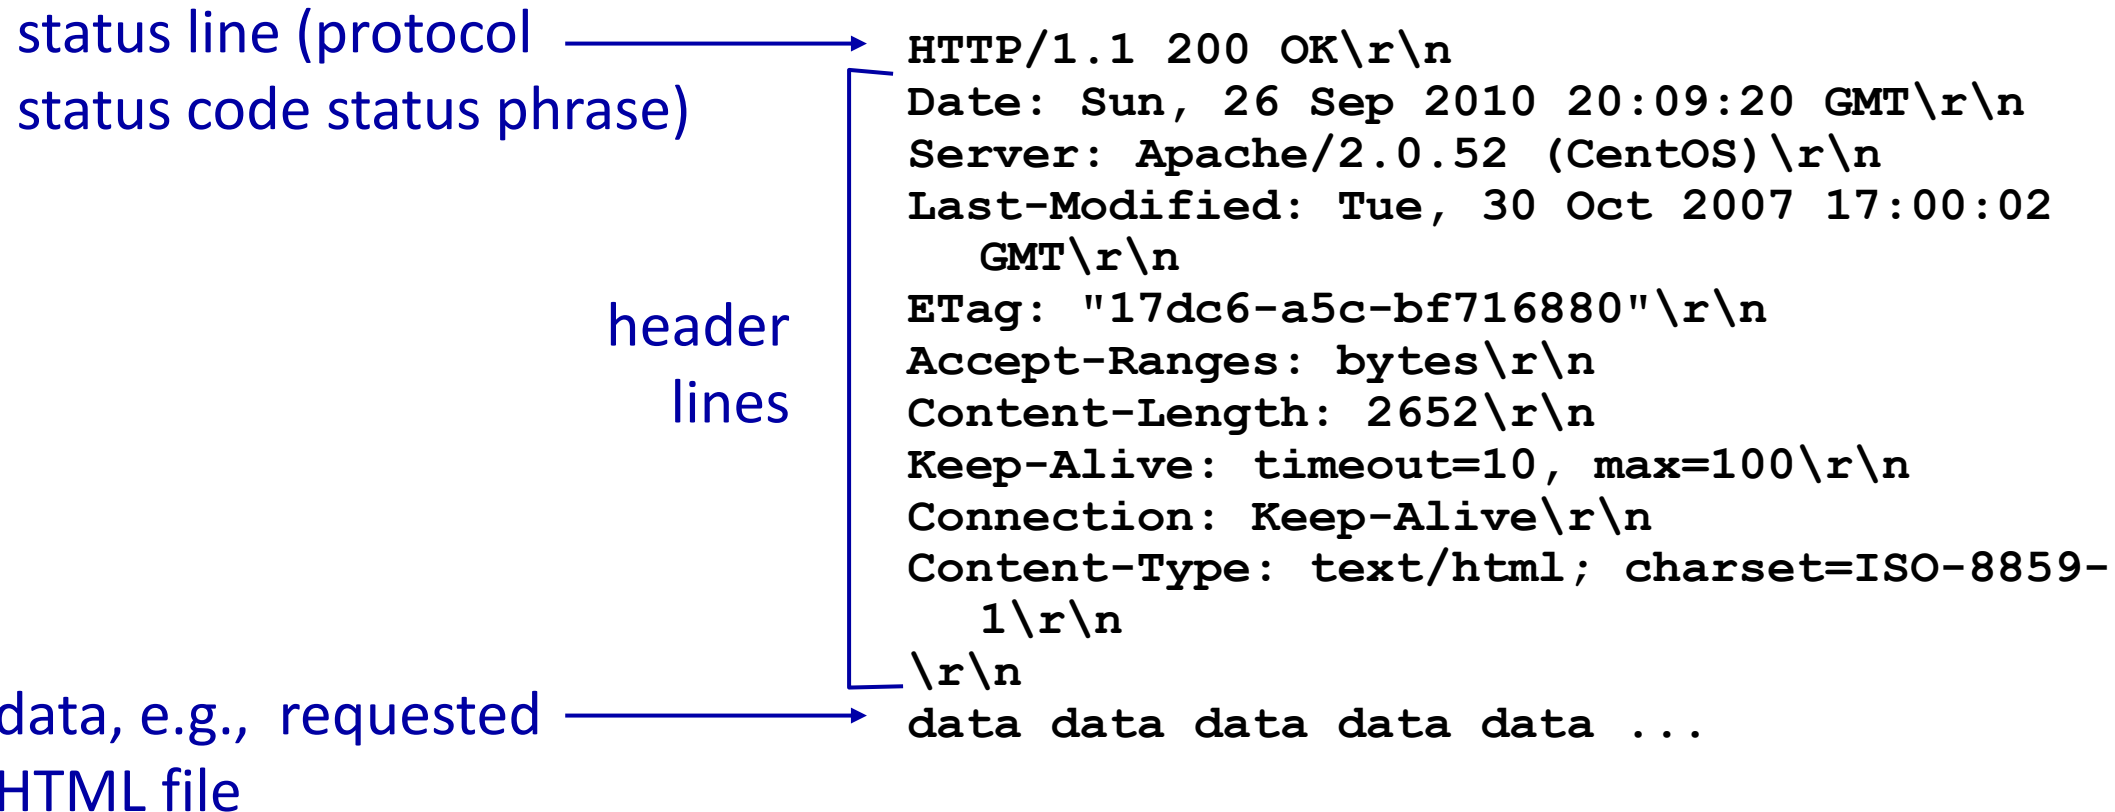 status line (protocol
status code status phrase)
header
lines
data, e.g., requested
HTML file
HTTP/1.1 200 OK\r\n
Date: Sun, 26 Sep 2010 20:09:20 GMT\r\n
Server: Apache/2.0.52 (CentOS)\r\n
Last-Modified: Tue, 30 Oct 2007 17:00:02
GMT\r\n
ETag: "17dc6-a5c-bf716880"\r\n
Accept-Ranges: bytes\r\n
Content-Length: 2652\r\n
Keep-Alive: timeout=10, max=100\r\n
Connection: Keep-Alive\r\n
Content-Type: text/html; charset=ISO-8859-
1\r\n
\r\n
data data data data data ...